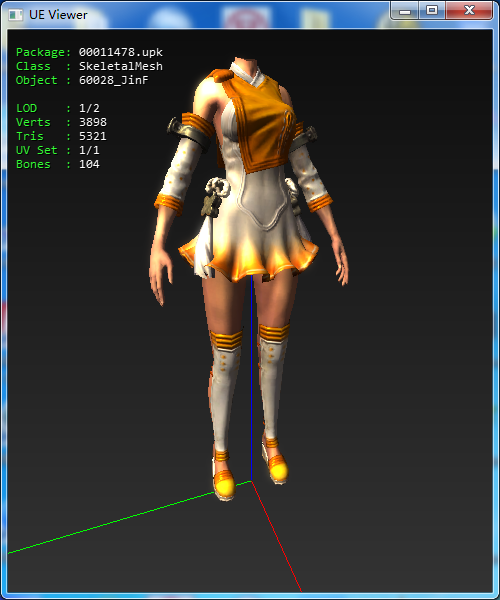 UE Viewer
Package: 00011478.upk
Class : SkeletalMesh
Object : 60028_JinF
LOD : 1/2
Verts : 3898
Tris : 5321
UV Set : 1/1
Bones : 104